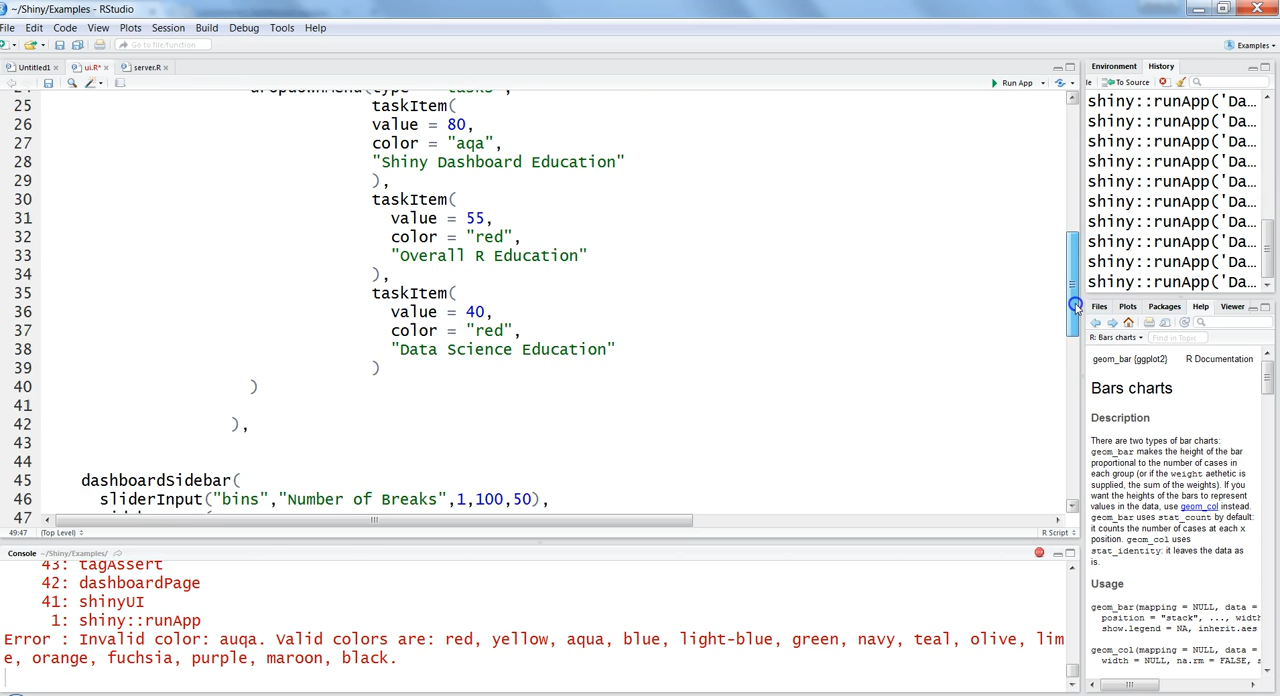 ~/Shiny/Examples - RStudio
File Edit Code View Plots Session Build Debug Tools Help
Go to file/function Examples
Untitled1 ui.R* server.R Environment History
Run App To Source
25 taskItem(
26 value = 80,
27 color = "aqa",
28 "Shiny Dashboard Education"
29 ),
30 taskItem(
31 value = 55,
32 color = "red",
33 "Overall R Education"
34 ),
35 taskItem(
36 value = 40,
37 color = "red",
38 "Data Science Education"
39 )
40 )
41
42 ),
43
44
45 dashboardSidebar(
46 sliderInput("bins","Number of Breaks",1,100,50),
47
49:47 (Top Level) R Script
shiny::runApp('Da…
shiny::runApp('Da…
shiny::runApp('Da…
shiny::runApp('Da…
shiny::runApp('Da…
shiny::runApp('Da…
shiny::runApp('Da…
shiny::runApp('Da…
shiny::runApp('Da…
shiny::runApp('Da…
Files Plots Packages Help Viewer
R: Bars charts Find in Topic
geom_bar {ggplot2} R Documentation
Bars charts
Description
There are two types of bar charts:
geom_bar makes the height of the bar
proportional to the number of cases in
each group (or if the weight aethetic is
supplied, the sum of the weights). If you
want the heights of the bars to represent
values in the data, use geom_col instead.
geom_bar uses stat_count by default:
it counts the number of cases at each x
position. geom_col uses
stat_identity: it leaves the data as
is.
Usage
geom_bar(mapping = NULL, data =
position = "stack", ..., width
show.legend = NA, inherit.aes
geom_col(mapping = NULL, data =
width = NULL, na.rm = FALSE, s
Console ~/Shiny/Examples/
43: tagAssert
42: dashboardPage
41: shinyUI
1: shiny::runApp
Error : Invalid color: auqa. Valid colors are: red, yellow, aqua, blue, light-blue, green, navy, teal, olive, lim
e, orange, fuchsia, purple, maroon, black.